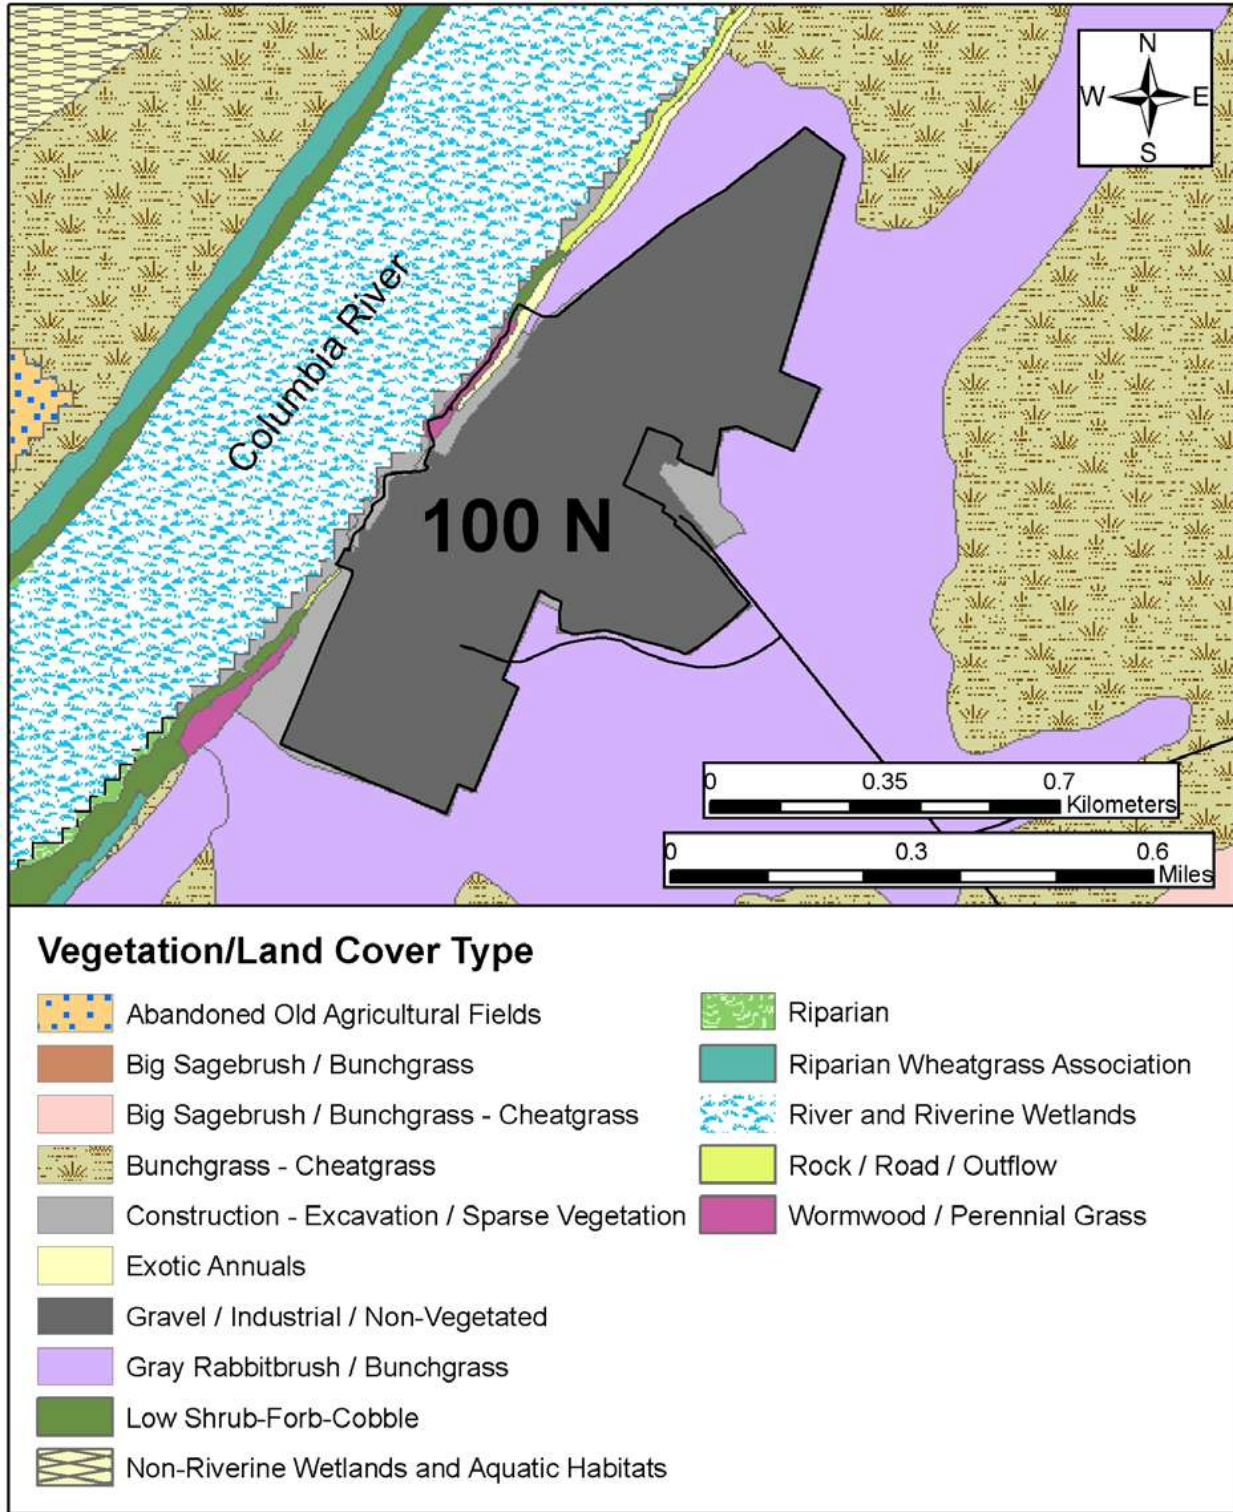 N
W E
S
Columbia River
100 N
0 0.35 0.7
Kilometers
0 0.3 0.6
Miles
Vegetation/Land Cover Type
Abandoned Old Agricultural Fields
Big Sagebrush / Bunchgrass
Big Sagebrush / Bunchgrass - Cheatgrass
Bunchgrass - Cheatgrass
Construction - Excavation / Sparse Vegetation
Exotic Annuals
Gravel / Industrial / Non-Vegetated
Gray Rabbitbrush / Bunchgrass
Low Shrub-Forb-Cobble
Non-Riverine Wetlands and Aquatic Habitats
Riparian
Riparian Wheatgrass Association
River and Riverine Wetlands
Rock / Road / Outflow
Wormwood / Perennial Grass